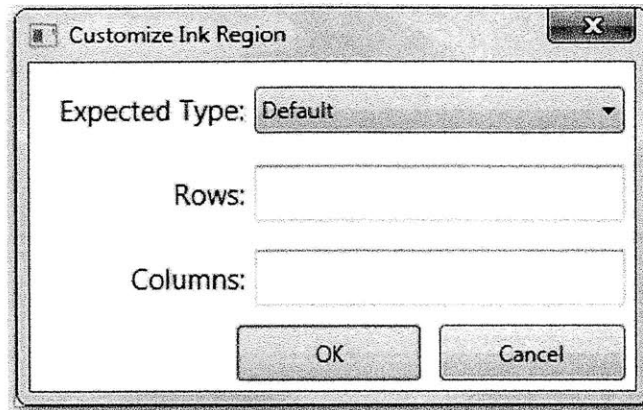 Customize Ink Region
Expected Type: Default
Rows:
Columns:
OK Cancel